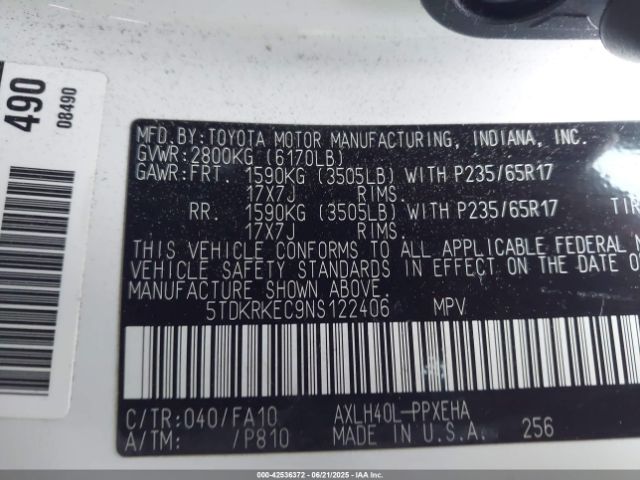 490
08490
MFD.BY:TOYOTA MOTOR MANUFACTURING, INDIANA, INC.
GVWR:2800KG (6170LB)
GAWR:FRT. 1590KG (3505LB) WITH P235/65R17
17X7J RIMS.
RR. 1590KG (3505LB) WITH P235/65R17 TIR
17X7J RIMS.
THIS VEHICLE CONFORMS TO ALL APPLICABLE FEDERAL
VEHICLE SAFETY STANDARDS IN EFFECT ON THE DATE OF
MANUFACTURE SHOWN ABOVE.
5TDKRKEC9NS122406 MPV
C/TR:040/FA10 AXLH40L-PPXEHA
A/TM: /P810 MADE IN U.S.A. 256
000-42536372 - 06/21/2025 - IAA Inc.